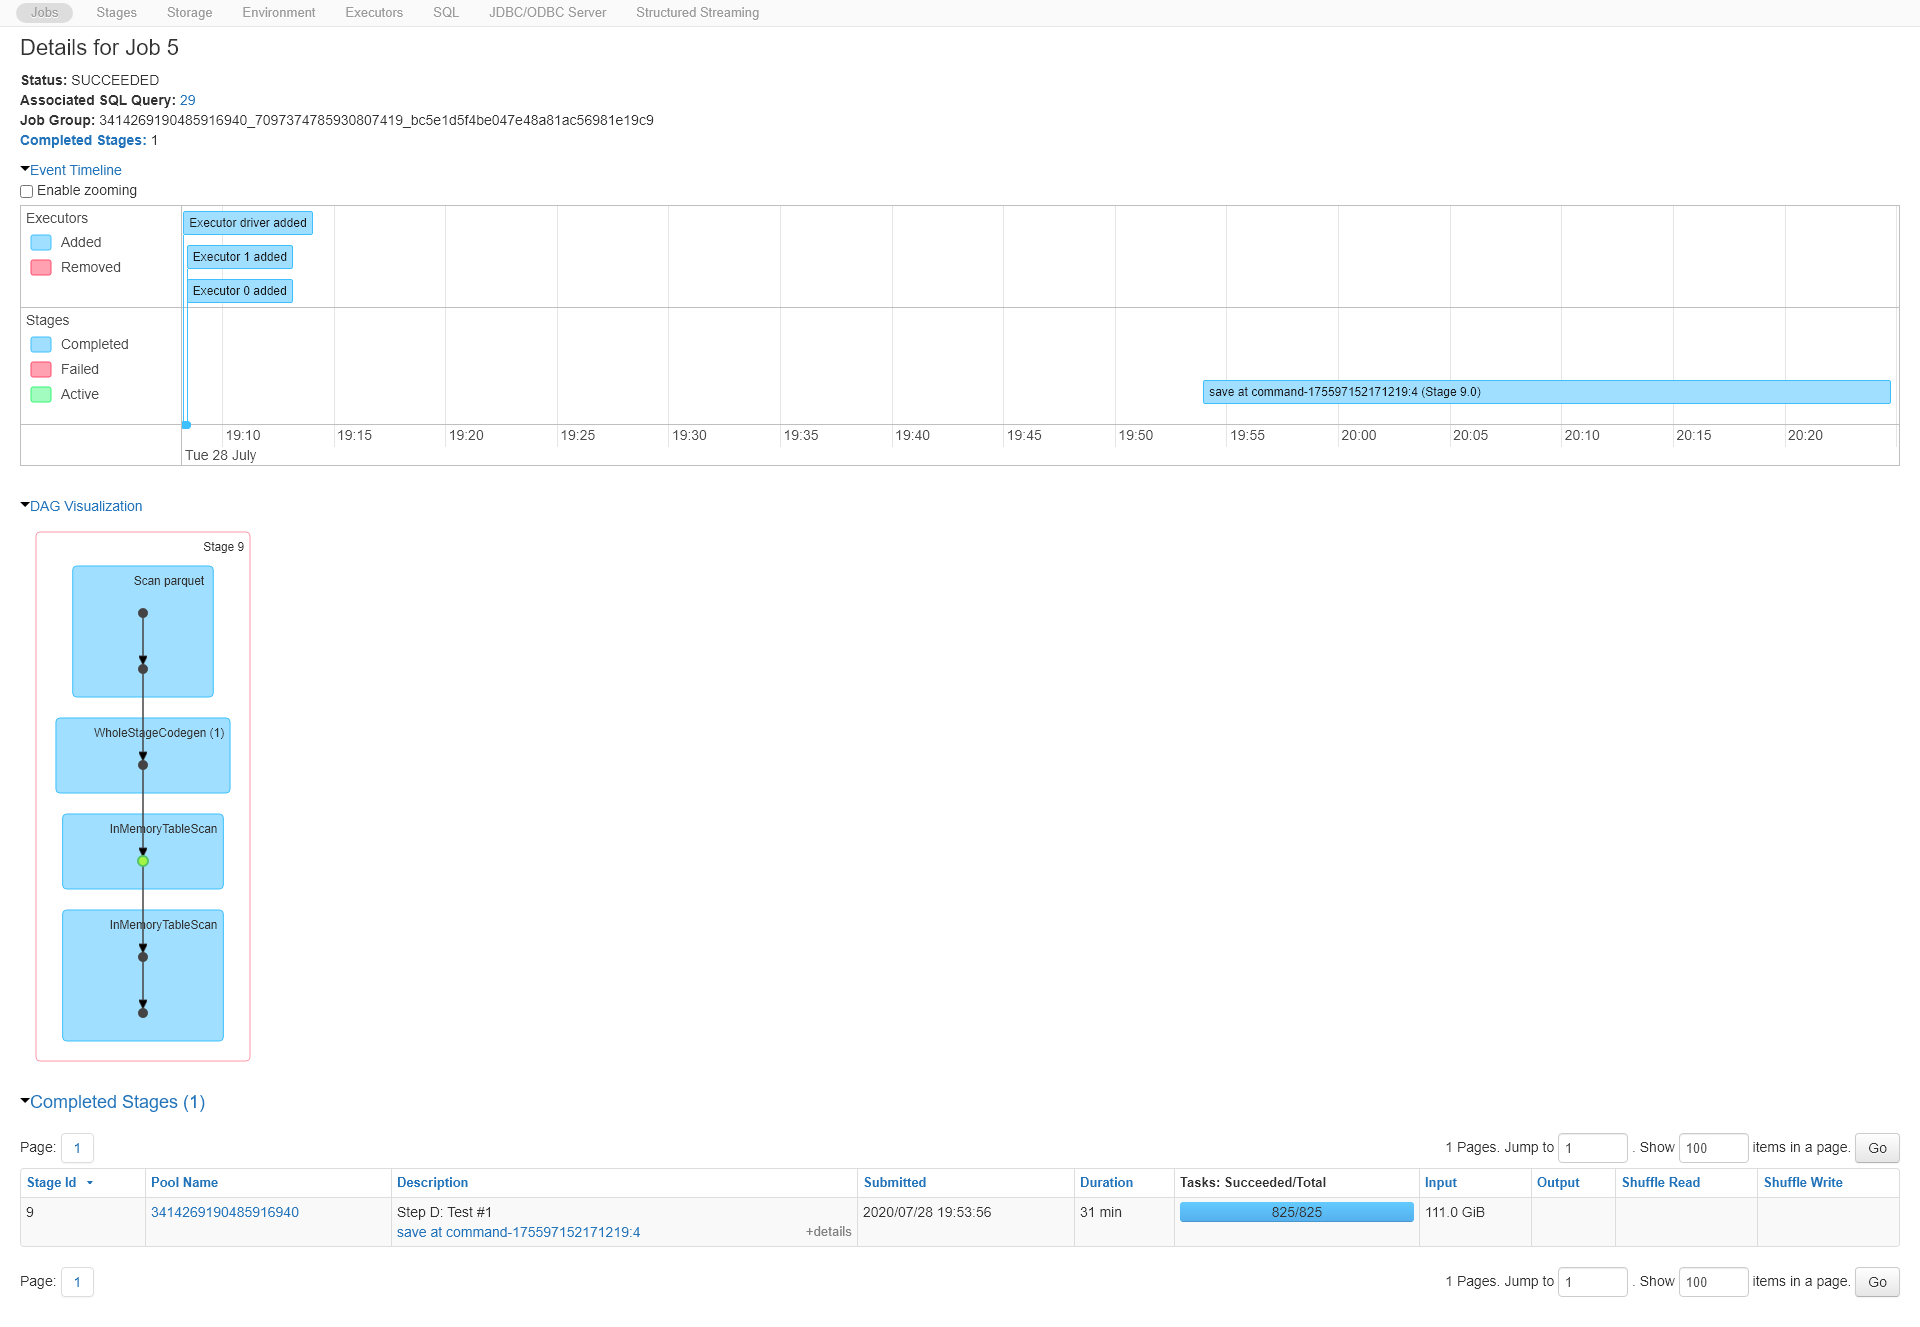 Jobs Stages Storage Environment Executors SQL JDBC/ODBC Server Structured Streaming
Details for Job 5
Status: SUCCEEDED
Associated SQL Query: 29
Job Group: 3414269190485916940_7097374785930807419_bc5e1d5f4be047e48a81ac56981e19c9
Completed Stages: 1
Event Timeline
Enable zooming
Executors
Added
Removed
Executor driver added
Executor 1 added
Executor 0 added
Stages
Completed
Failed
Active
save at command-175597152171219:4 (Stage 9.0)
19:10 19:15 19:20 19:25 19:30 19:35 19:40 19:45 19:50 19:55 20:00 20:05 20:10 20:15 20:20
Tue 28 July
DAG Visualization
Stage 9
Scan parquet
WholeStageCodegen (1)
InMemoryTableScan
InMemoryTableScan
Completed Stages (1)
Page: 1 1 Pages. Jump to 1 . Show 100 items in a page. Go
Stage Id Pool Name Description Submitted Duration Tasks: Succeeded/Total Input Output Shuffle Read Shuffle Write
9 3414269190485916940 Step D: Test #1 2020/07/28 19:53:56 31 min 825/825 111.0 GiB
save at command-175597152171219:4 +details
Page: 1 1 Pages. Jump to 1 . Show 100 items in a page. Go